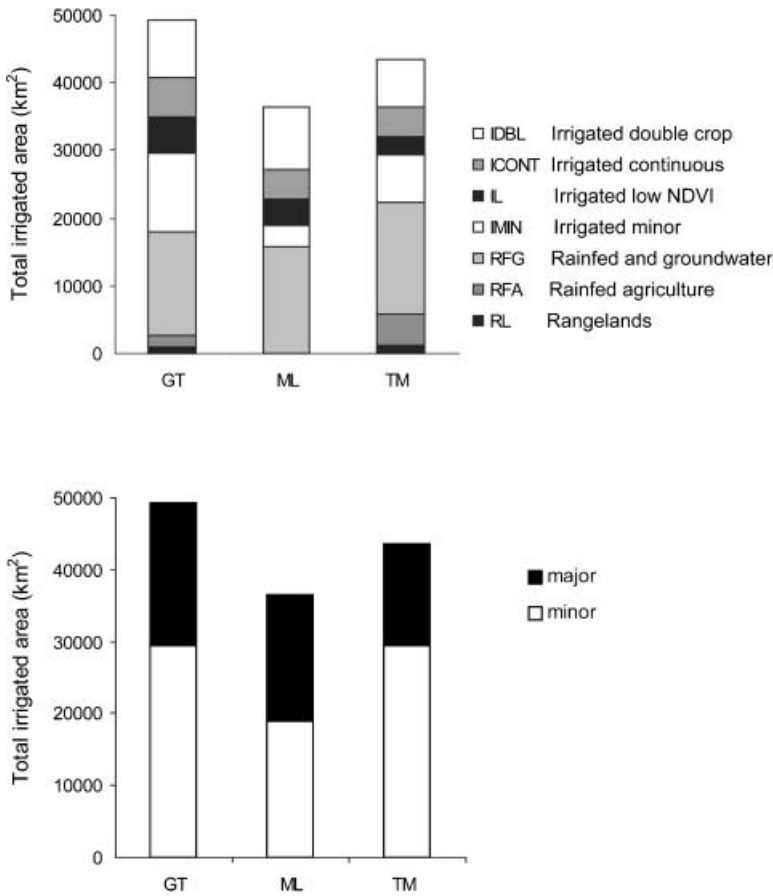 Total irrigated area (km²)
50000
40000
30000
20000
10000
0
GT ML TM
IDBL Irrigated double crop
ICONT Irrigated continuous
IL Irrigated low NDVI
IMIN Irrigated minor
RFG Rainfed and groundwater
RFA Rainfed agriculture
RL Rangelands
Total irrigated area (km²)
50000
40000
30000
20000
10000
0
GT ML TM
major
minor